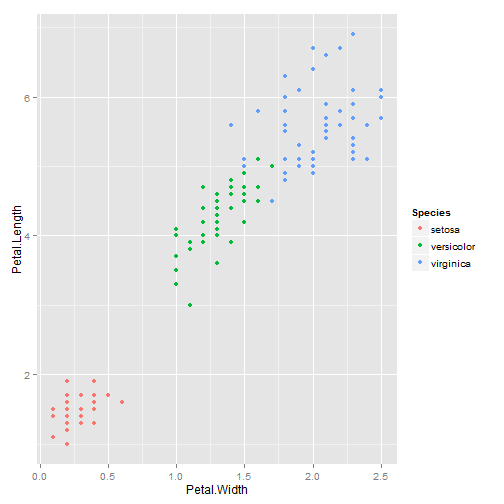 6
4
2
Petal.Length
0.0 0.5 1.0 1.5 2.0 2.5
Petal.Width
Species
setosa
versicolor
virginica